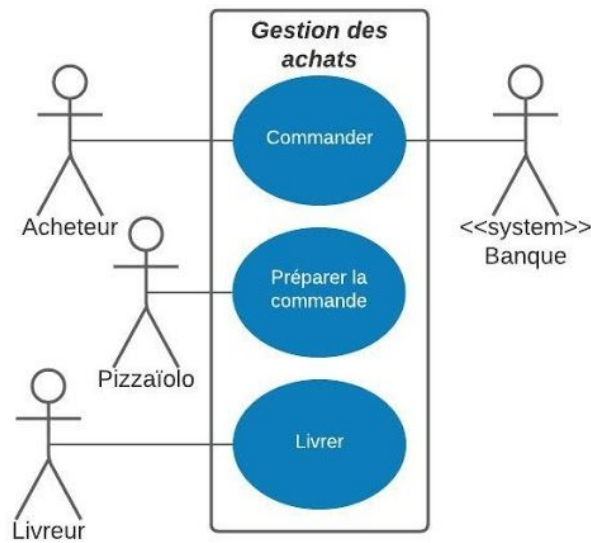 Gestion des
achats
Commander
Acheteur
<<system>>
Banque
Préparer la
commande
Pizzaïolo
Livrer
Livreur